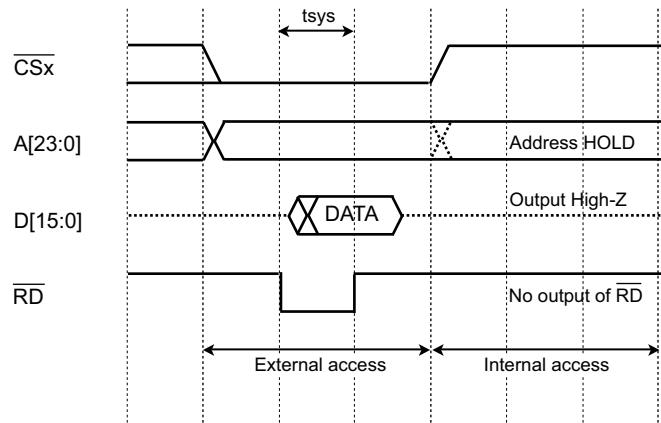 tsys
CSx
A[23:0]
Address HOLD
Output High-Z
D[15:0]
DATA
RD
No output of RD
External access
Internal access